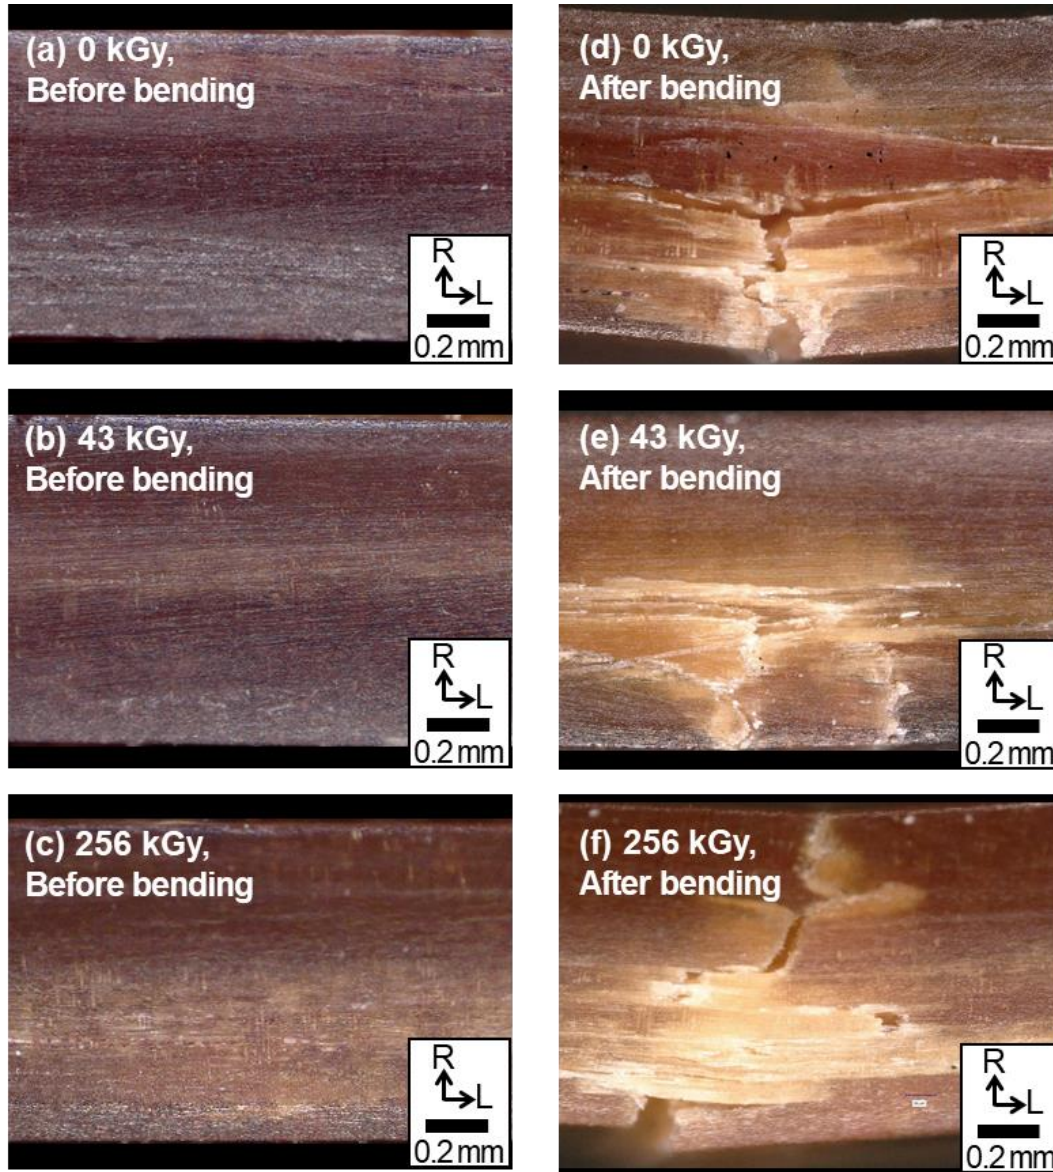 (a) 0 kGy,
Before bending
R
L
0.2 mm
(d) 0 kGy,
After bending
R
L
0.2 mm
(b) 43 kGy,
Before bending
R
L
0.2 mm
(e) 43 kGy,
After bending
R
L
0.2 mm
(c) 256 kGy,
Before bending
R
L
0.2 mm
(f) 256 kGy,
After bending
R
L
0.2 mm